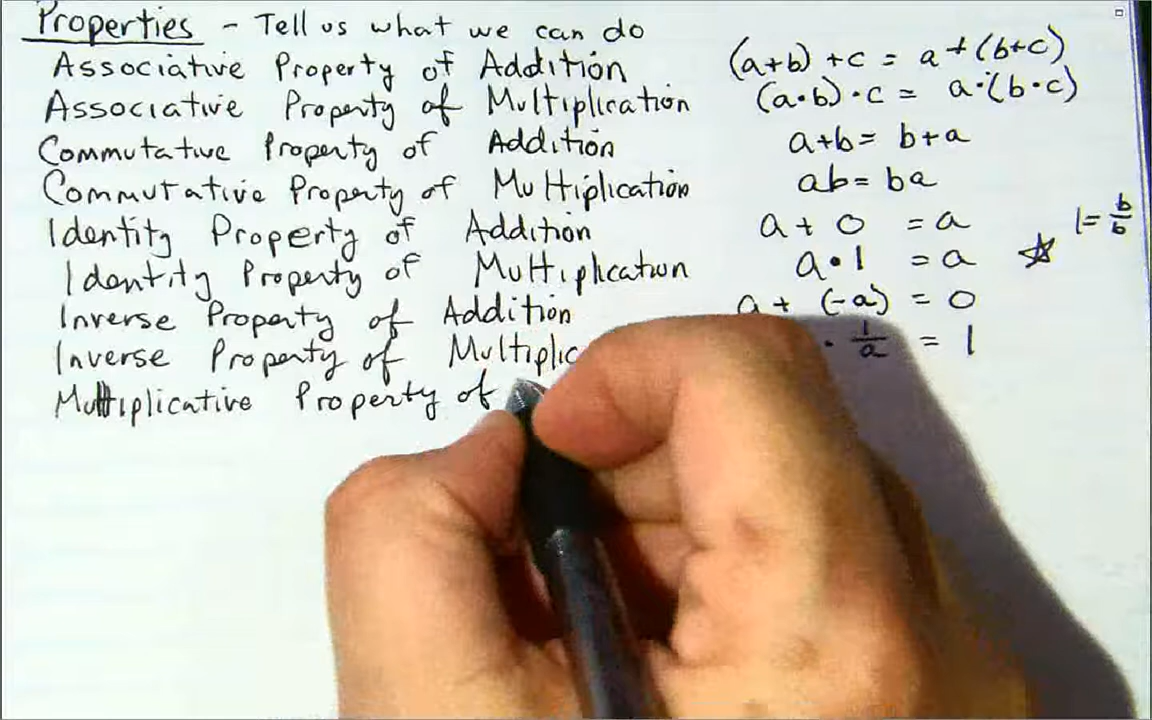 Properties - Tell us what we can do
Associative Property of Addition (a+b)+c = a+(b+c)
Associative Property of Multiplication (a·b)·c = a·(b·c)
Commutative Property of Addition a+b = b+a
Commutative Property of Multiplication ab = ba
Identity Property of Addition a + 0 = a 1 = b/b
Identity Property of Multiplication a·1 = a ☆
Inverse Property of Addition a + (-a) = 0
Inverse Property of Multiplic · 1/a = 1
Multiplicative Property of